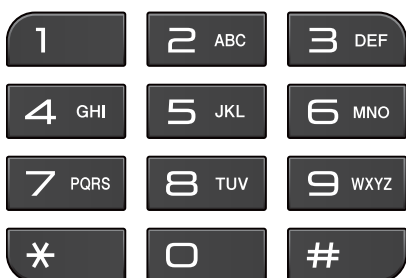 1 2 ABC 3 DEF
4 GHI 5 JKL 6 MNO
7 PQRS 8 TUV 9 WXYZ
* 0 #